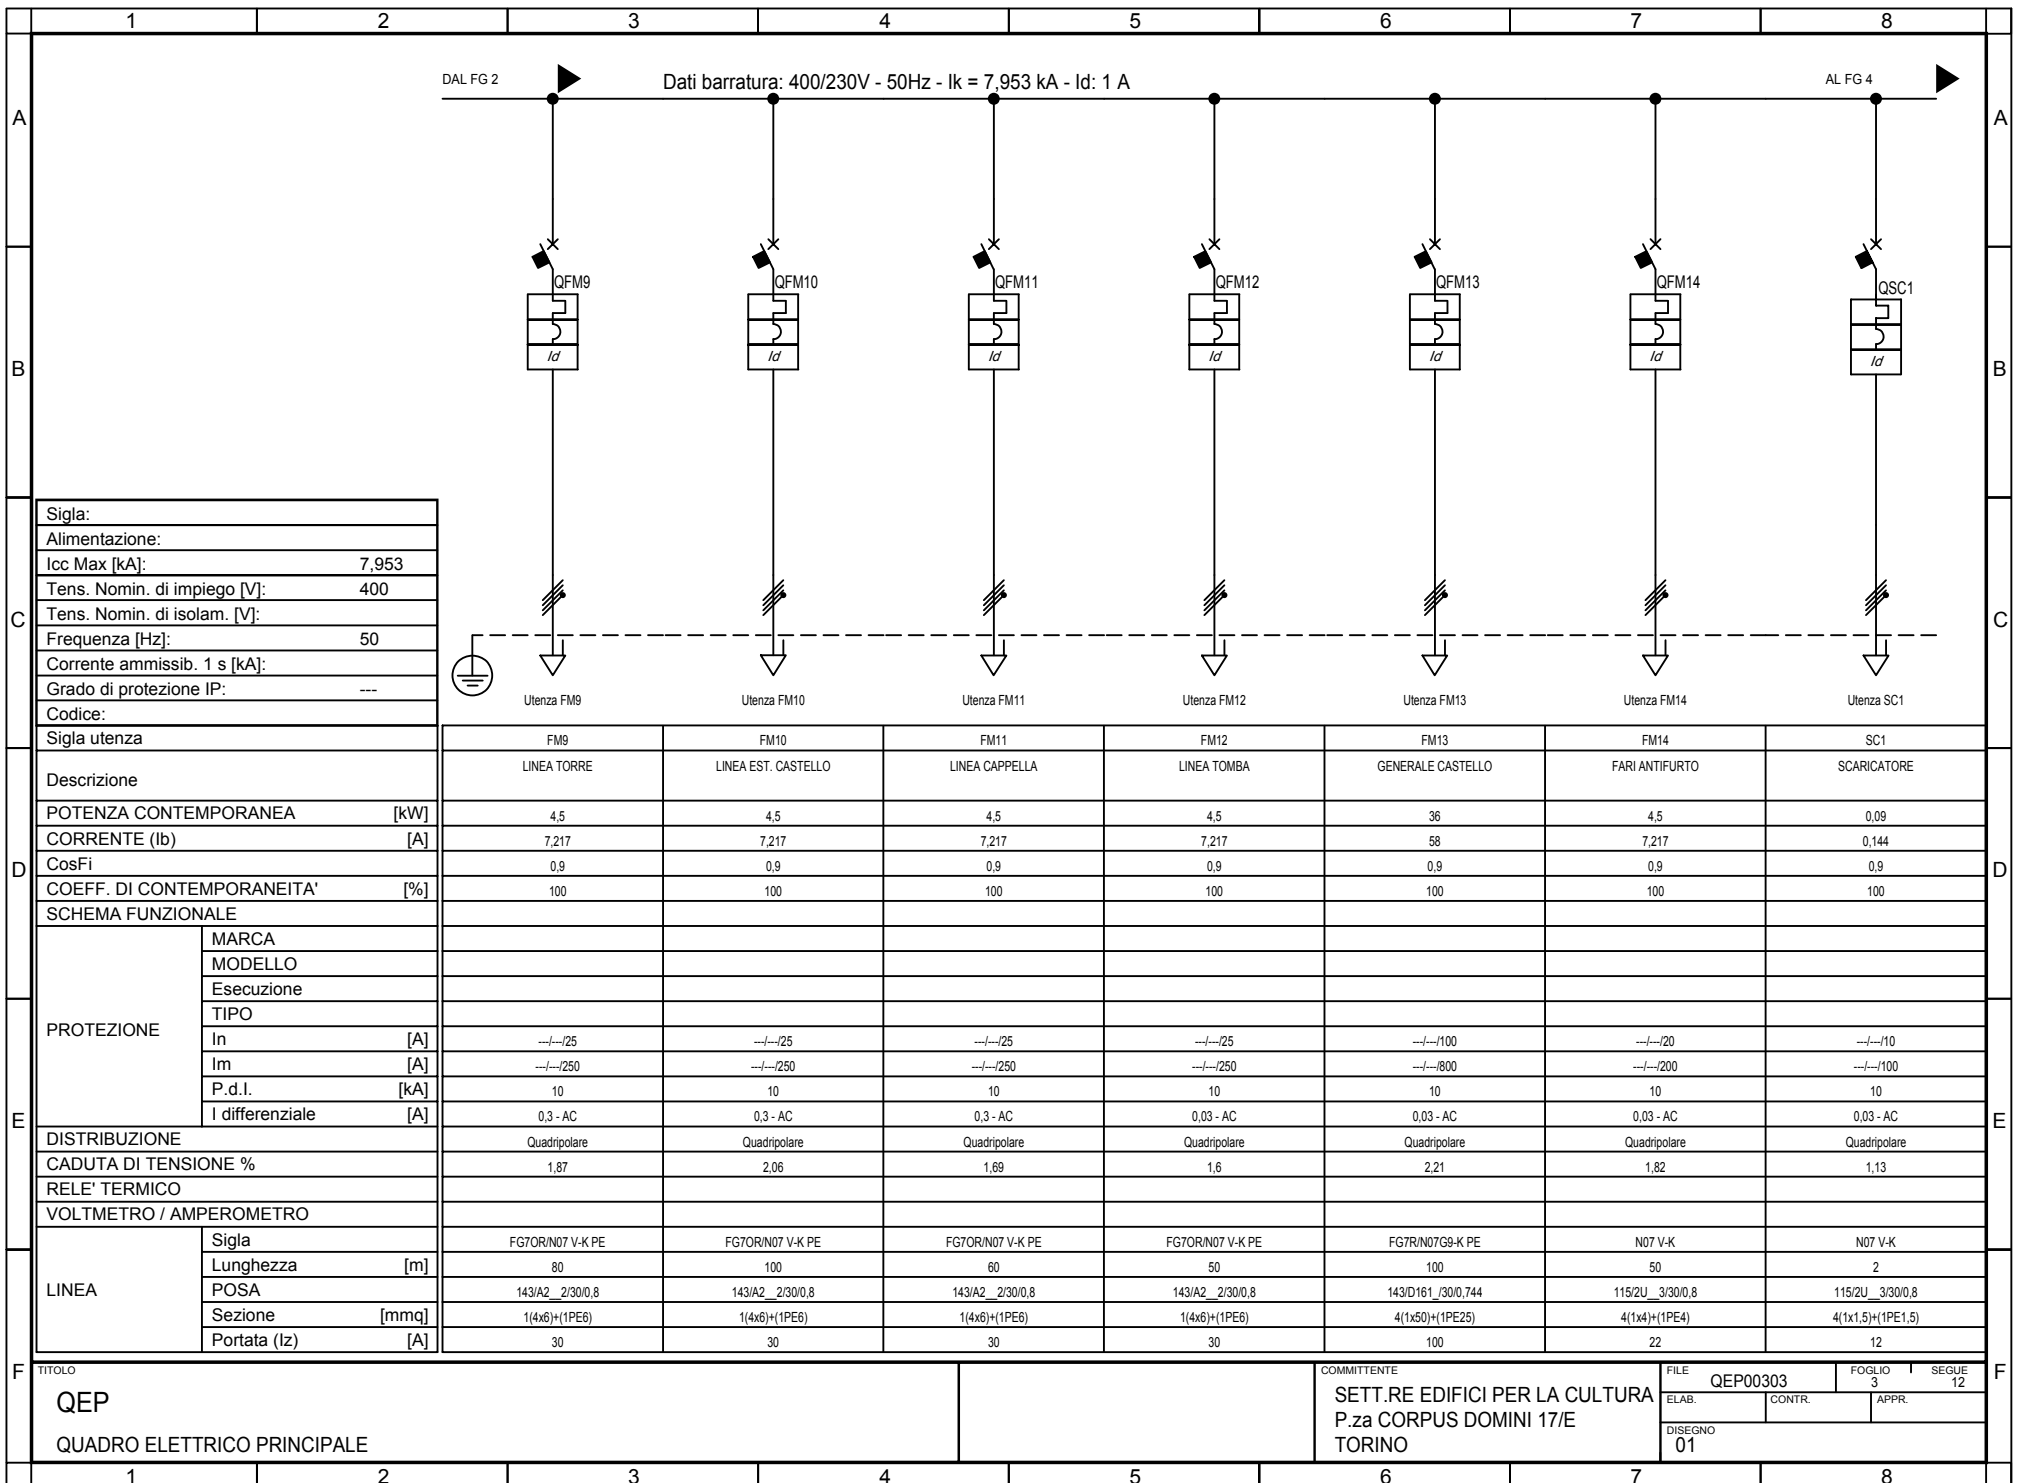 1 2 3 4 5 6 7 8
DAL FG 2
Dati barratura: 400/230V - 50Hz - Ik = 7,953 kA - Id: 1 A
AL FG 4
A A
QFM9 QFM10 QFM11 QFM12 QFM13 QFM14 QSC1
Id Id Id Id Id Id Id
B B
Sigla:
Alimentazione:
Icc Max [kA]: 7,953
Tens. Nomin. di impiego [V]: 400
Tens. Nomin. di isolam. [V]:
Frequenza [Hz]: 50
Corrente ammissib. 1 s [kA]:
Grado di protezione IP: ---
Codice:
C C
Utenza FM9 Utenza FM10 Utenza FM11 Utenza FM12 Utenza FM13 Utenza FM14 Utenza SC1
Sigla utenza FM9 FM10 FM11 FM12 FM13 FM14 SC1
Descrizione LINEA TORRE LINEA EST. CASTELLO LINEA CAPPELLA LINEA TOMBA GENERALE CASTELLO FARI ANTIFURTO SCARICATORE
POTENZA CONTEMPORANEA [kW] 4,5 4,5 4,5 4,5 36 4,5 0,09
CORRENTE (Ib) [A] 7,217 7,217 7,217 7,217 58 7,217 0,144
D D
CosFi 0,9 0,9 0,9 0,9 0,9 0,9 0,9
COEFF. DI CONTEMPORANEITA' [%] 100 100 100 100 100 100 100
SCHEMA FUNZIONALE
PROTEZIONE
MARCA
MODELLO
Esecuzione
TIPO
In [A] ---/---/25 ---/---/25 ---/---/25 ---/---/25 ---/---/100 ---/---/20 ---/---/10
Im [A] ---/---/250 ---/---/250 ---/---/250 ---/---/250 ---/---/800 ---/---/200 ---/---/100
P.d.I. [kA] 10 10 10 10 10 10 10
I differenziale [A] 0,3 - AC 0,3 - AC 0,3 - AC 0,03 - AC 0,03 - AC 0,03 - AC 0,03 - AC
E E
DISTRIBUZIONE Quadripolare Quadripolare Quadripolare Quadripolare Quadripolare Quadripolare Quadripolare
CADUTA DI TENSIONE % 1,87 2,06 1,69 1,6 2,21 1,82 1,13
RELE' TERMICO
VOLTMETRO / AMPEROMETRO
LINEA
Sigla FG7OR/N07 V-K PE FG7OR/N07 V-K PE FG7OR/N07 V-K PE FG7OR/N07 V-K PE FG7R/N07G9-K PE N07 V-K N07 V-K
Lunghezza [m] 80 100 60 50 100 50 2
POSA 143/A2__2/30/0,8 143/A2__2/30/0,8 143/A2__2/30/0,8 143/A2__2/30/0,8 143/D161_/30/0,744 115/2U__3/30/0,8 115/2U__3/30/0,8
Sezione [mmq] 1(4x6)+(1PE6) 1(4x6)+(1PE6) 1(4x6)+(1PE6) 1(4x6)+(1PE6) 4(1x50)+(1PE25) 4(1x4)+(1PE4) 4(1x1,5)+(1PE1,5)
Portata (Iz) [A] 30 30 30 30 100 22 12
F F
TITOLO
QEP
QUADRO ELETTRICO PRINCIPALE
COMMITTENTE
SETT.RE EDIFICI PER LA CULTURA
P.za CORPUS DOMINI 17/E
TORINO
FILE QEP00303
FOGLIO 3
SEGUE 12
ELAB. CONTR. APPR.
DISEGNO
01
1 2 3 4 5 6 7 8